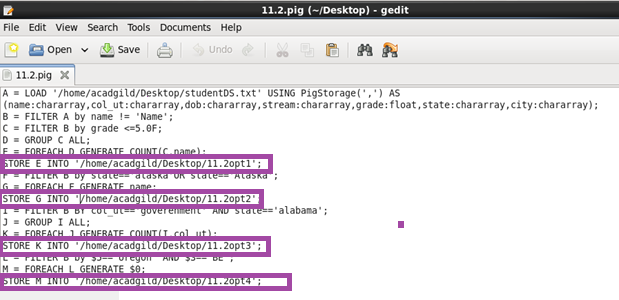 11.2.pig (~/Desktop) - gedit
File Edit View Search Tools Documents Help
Open Save Undo
11.2.pig
A = LOAD '/home/acadgild/Desktop/studentDS.txt' USING PigStorage(',') AS
(name:chararray,col_ut:chararray,dob:chararray,stream:chararray,grade:float,state:chararray,city:chararray);
B = FILTER A by name != 'Name';
C = FILTER B by grade <=5.0F;
D = GROUP C ALL;
E = FOREACH D GENERATE COUNT(C.name);
STORE E INTO '/home/acadgild/Desktop/11.2opt1';
F = FILTER B by state=='alaska'OR state=='Alaska';
G = FOREACH F GENERATE name;
STORE G INTO '/home/acadgild/Desktop/11.2opt2';
I = FILTER B BY col_ut=='goverenment' AND state=='alabama';
J = GROUP I ALL;
K = FOREACH J GENERATE COUNT(I.col_ut);
STORE K INTO '/home/acadgild/Desktop/11.2opt3';
L = FILTER B by $5=='oregon' AND $3=='BE';
M = FOREACH L GENERATE $0;
STORE M INTO '/home/acadgild/Desktop/11.2opt4';